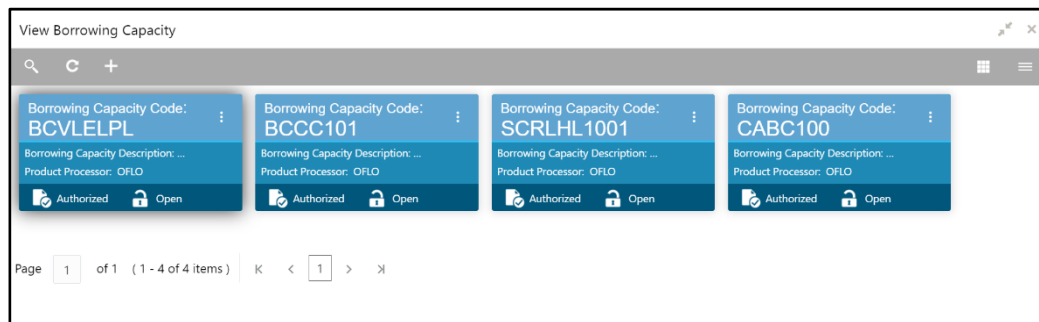 View Borrowing Capacity
Borrowing Capacity Code:
BCVLELPL
Borrowing Capacity Description: ...
Product Processor: OFLO
Authorized Open
Borrowing Capacity Code:
BCCC101
Borrowing Capacity Description: ...
Product Processor: OFLO
Authorized Open
Borrowing Capacity Code:
SCRLHL1001
Borrowing Capacity Description: ...
Product Processor: OFLO
Authorized Open
Borrowing Capacity Code:
CABC100
Borrowing Capacity Description: ...
Product Processor: OFLO
Authorized Open
Page 1 of 1 ( 1 - 4 of 4 items ) 1